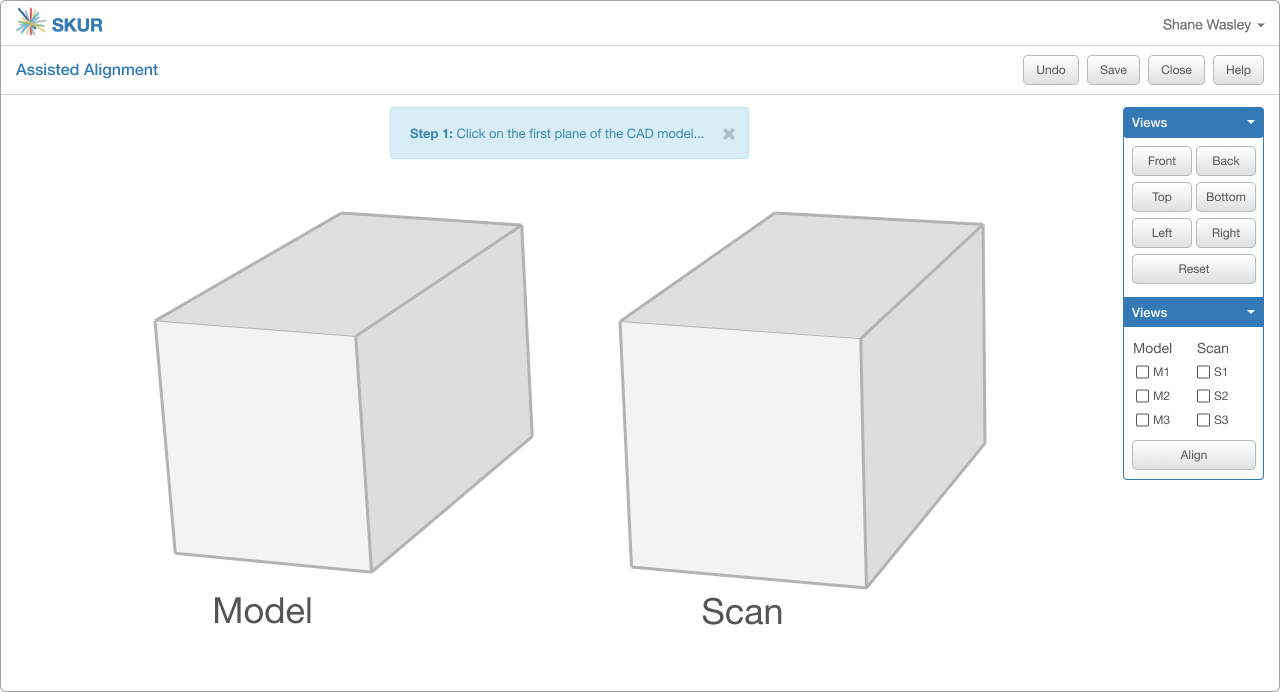 SKUR
Shane Wasley
Assisted Alignment
Undo Save Close Help
Step 1: Click on the first plane of the CAD model...
Views
Front Back
Top Bottom
Left Right
Reset
Views
Model Scan
M1 S1
M2 S2
M3 S3
Align
Model
Scan